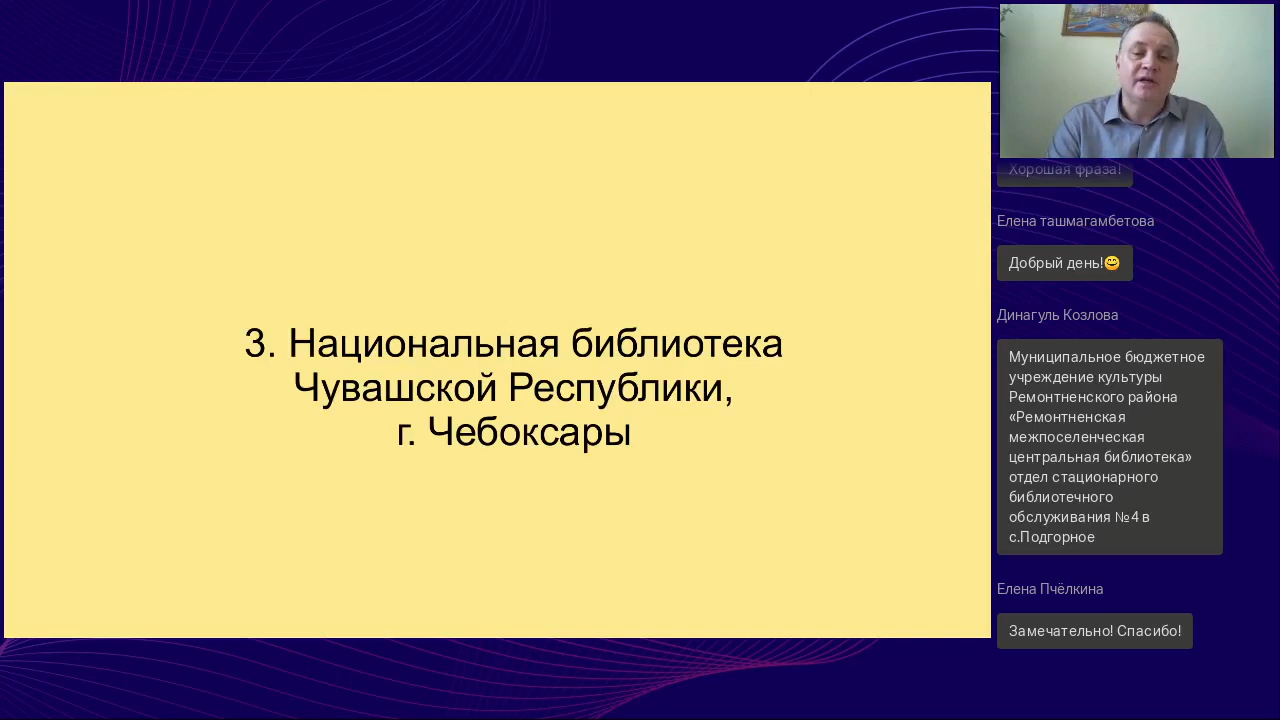 3. Национальная библиотека
Чувашской Республики,
г. Чебоксары
Хорошая фраза!
Елена ташмагамбетова
Добрый день!😄
Динагуль Козлова
Муниципальное бюджетное
учреждение культуры
Ремонтненского района
«Ремонтненская
межпоселенческая
центральная библиотека»
отдел стационарного
библиотечного
обслуживания №4 в
с.Подгорное
Елена Пчёлкина
Замечательно! Спасибо!